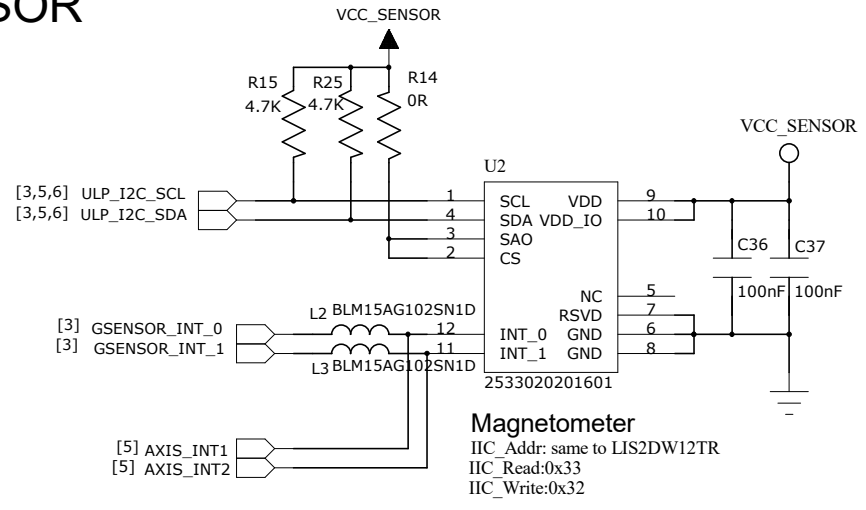 SOR
VCC_SENSOR
R15
4.7K
R25
4.7K
R14
0R
VCC_SENSOR
U2
[3,5,6] ULP_I2C_SCL
[3,5,6] ULP_I2C_SDA
1
4
3
2
SCL
SDA
SAO
CS
VDD
VDD_IO
9
10
C36
100nF
C37
100nF
NC
RSVD
GND
GND
5
7
6
8
[3] GSENSOR_INT_0
[3] GSENSOR_INT_1
L2 BLM15AG102SN1D
L3 BLM15AG102SN1D
12
11
INT_0
INT_1
2533020201601
[5] AXIS_INT1
[5] AXIS_INT2
Magnetometer
IIC_Addr: same to LIS2DW12TR
IIC_Read:0x33
IIC_Write:0x32